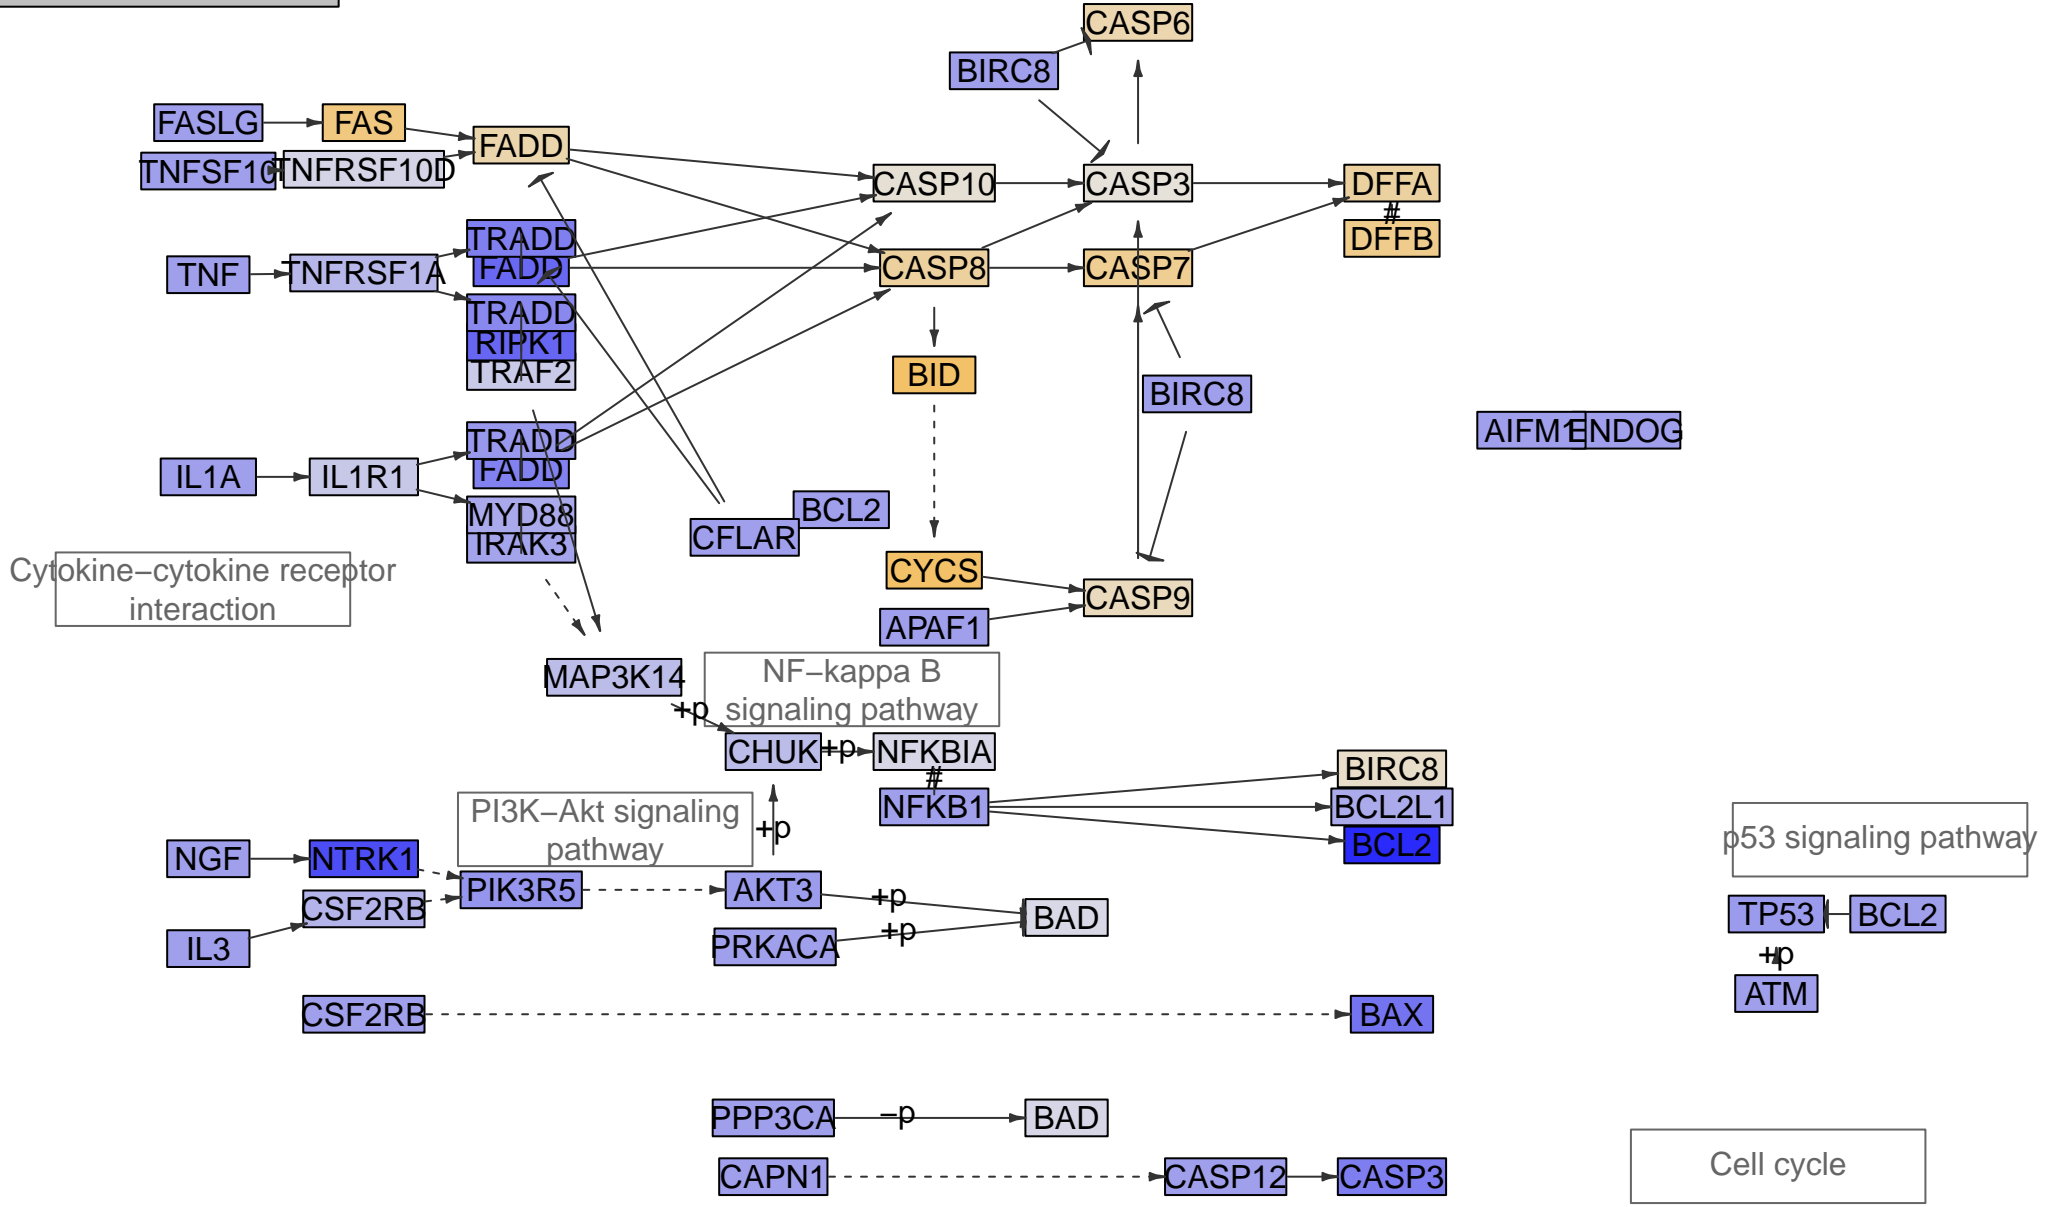 CASP6
BIRC8
FASLG
FAS
FADD
TNFSF10
TNFRSF10D
CASP10
CASP3
DFFA
#
DFFB
TRADD
FADD
TNF
TNFRSF1A
CASP8
CASP7
TRADD
RIPK1
TRAF2
BID
BIRC8
AIFM1
ENDOG
TRADD
FADD
IL1A
IL1R1
MYD88
IRAK3
BCL2
CFLAR
Cytokine−cytokine receptor
interaction
CYCS
CASP9
APAF1
MAP3K14
NF−kappa B
signaling pathway
+p
CHUK
+p
NFKBIA
#
NFKB1
BIRC8
BCL2L1
BCL2
PI3K−Akt signaling
pathway
+p
p53 signaling pathway
NGF
NTRK1
PIK3R5
AKT3
+p
BAD
CSF2RB
IL3
PRKACA
+p
TP53
BCL2
+p
ATM
CSF2RB
BAX
PPP3CA
−p
BAD
CAPN1
CASP12
CASP3
Cell cycle